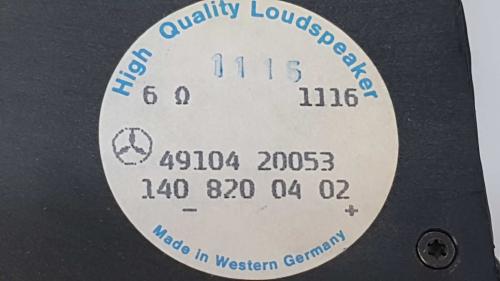 High Quality Loudspeaker
1116
6 Ω 1116
49104 20053
140 820 04 02
- +
Made in Western Germany